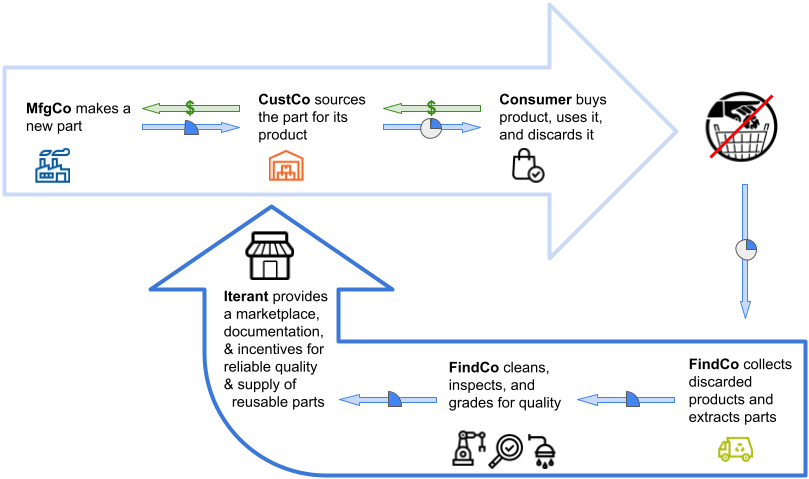 MfgCo makes a
new part
$
CustCo sources
the part for its
product
$
Consumer buys
product, uses it,
and discards it
Iterant provides
a marketplace,
documentation,
& incentives for
reliable quality
& supply of
reusable parts
FindCo cleans,
inspects, and
grades for quality
FindCo collects
discarded
products and
extracts parts